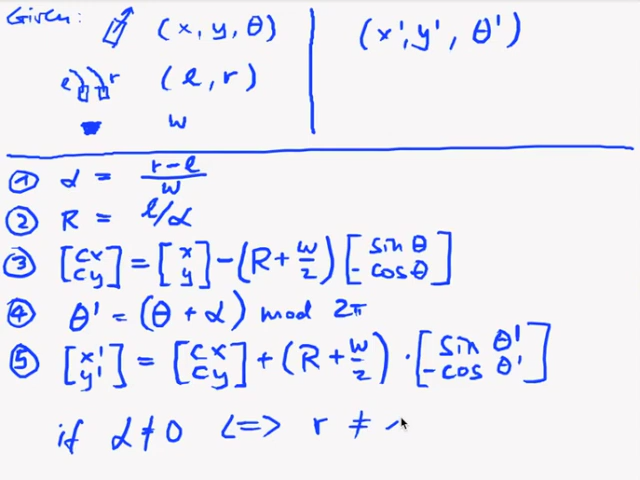 Given: (x, y, θ) (x', y', θ')
l r (l, r)
w
① α = r-l / w
② R = l/α
③ [cx cy] = [x y] - (R + w/2) [sin θ -cos θ]
④ θ' = (θ + α) mod 2π
⑤ [x' y'] = [cx cy] + (R + w/2) · [sin θ' -cos θ']
if α ≠ 0 <=> r ≠